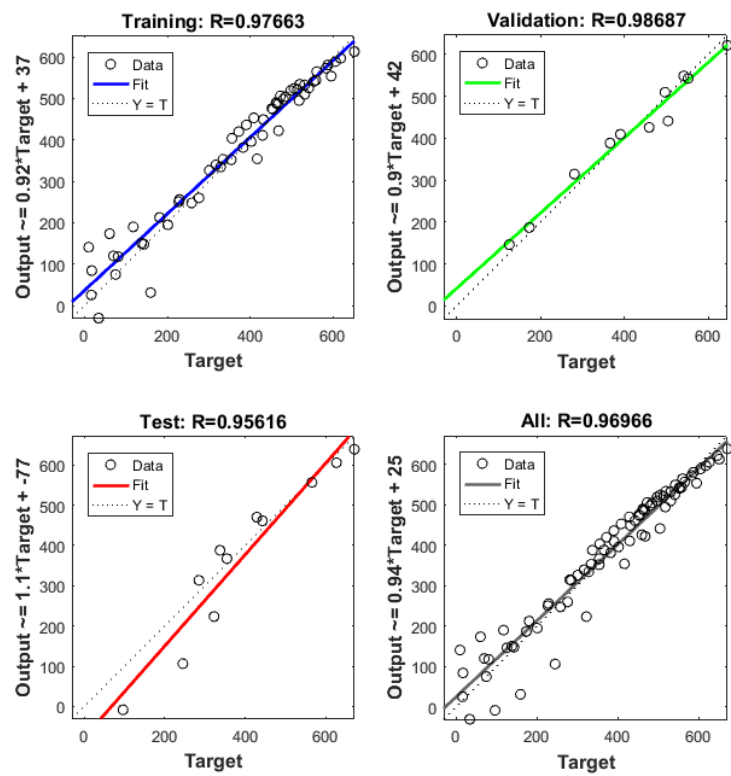 Training: R=0.97663
Output ~= 0.92*Target + 37
600
500
400
300
200
100
0
Data
Fit
Y = T
0 200 400 600
Target
Validation: R=0.98687
Output ~= 0.9*Target + 42
600
500
400
300
200
100
0
Data
Fit
Y = T
0 200 400 600
Target
Test: R=0.95616
Output ~= 1.1*Target + -77
600
500
400
300
200
100
0
Data
Fit
Y = T
0 200 400 600
Target
All: R=0.96966
Output ~= 0.94*Target + 25
600
500
400
300
200
100
0
Data
Fit
Y = T
0 200 400 600
Target